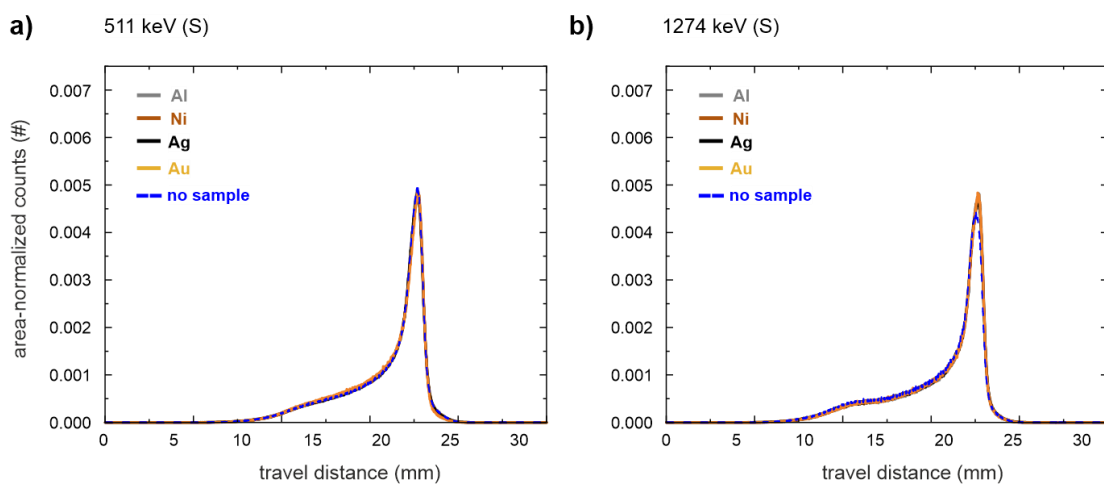 a) 511 keV (S)
0.007
0.006
0.005
0.004
0.003
0.002
0.001
0.000
area-normalized counts (#)
Al
Ni
Ag
Au
no sample
0 5 10 15 20 25 30
travel distance (mm)
b) 1274 keV (S)
0.007
0.006
0.005
0.004
0.003
0.002
0.001
0.000
Al
Ni
Ag
Au
no sample
0 5 10 15 20 25 30
travel distance (mm)